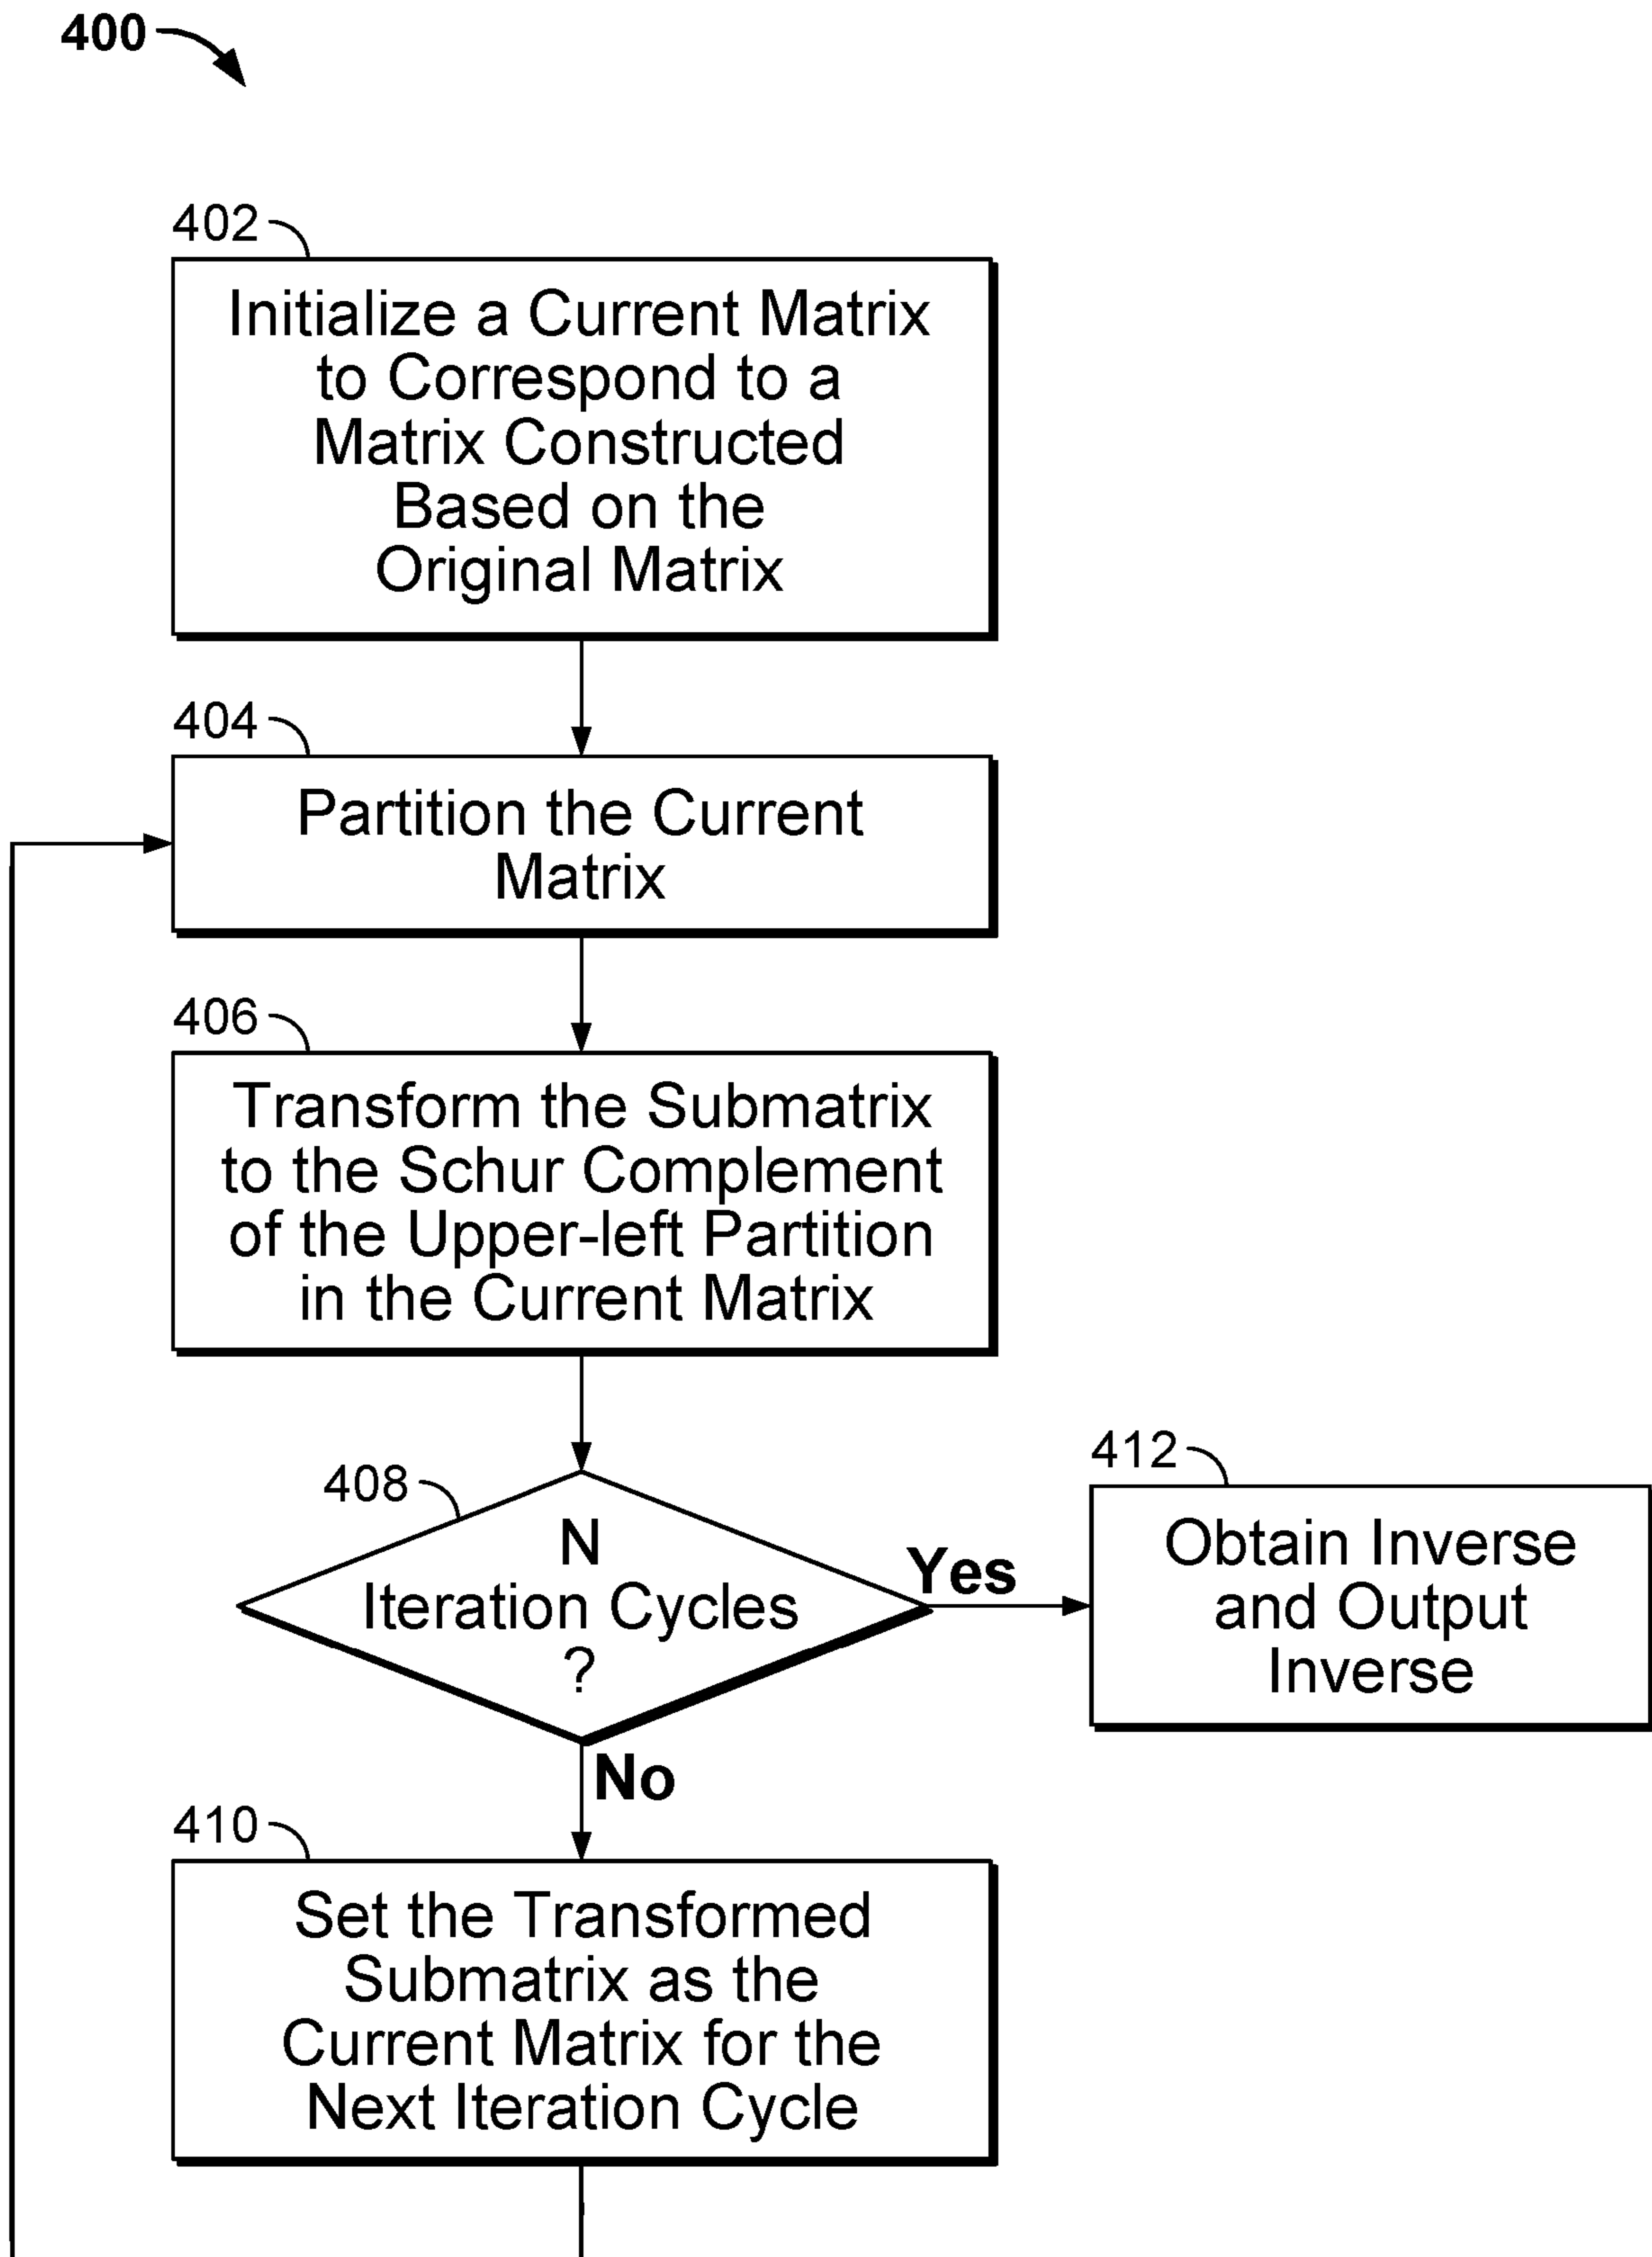 400
402
Initialize a Current Matrix
to Correspond to a
Matrix Constructed
Based on the
Original Matrix
404
Partition the Current
Matrix
406
Transform the Submatrix
to the Schur Complement
of the Upper-left Partition
in the Current Matrix
408
N
Iteration Cycles
?
Yes
412
Obtain Inverse
and Output
Inverse
No
410
Set the Transformed
Submatrix as the
Current Matrix for the
Next Iteration Cycle